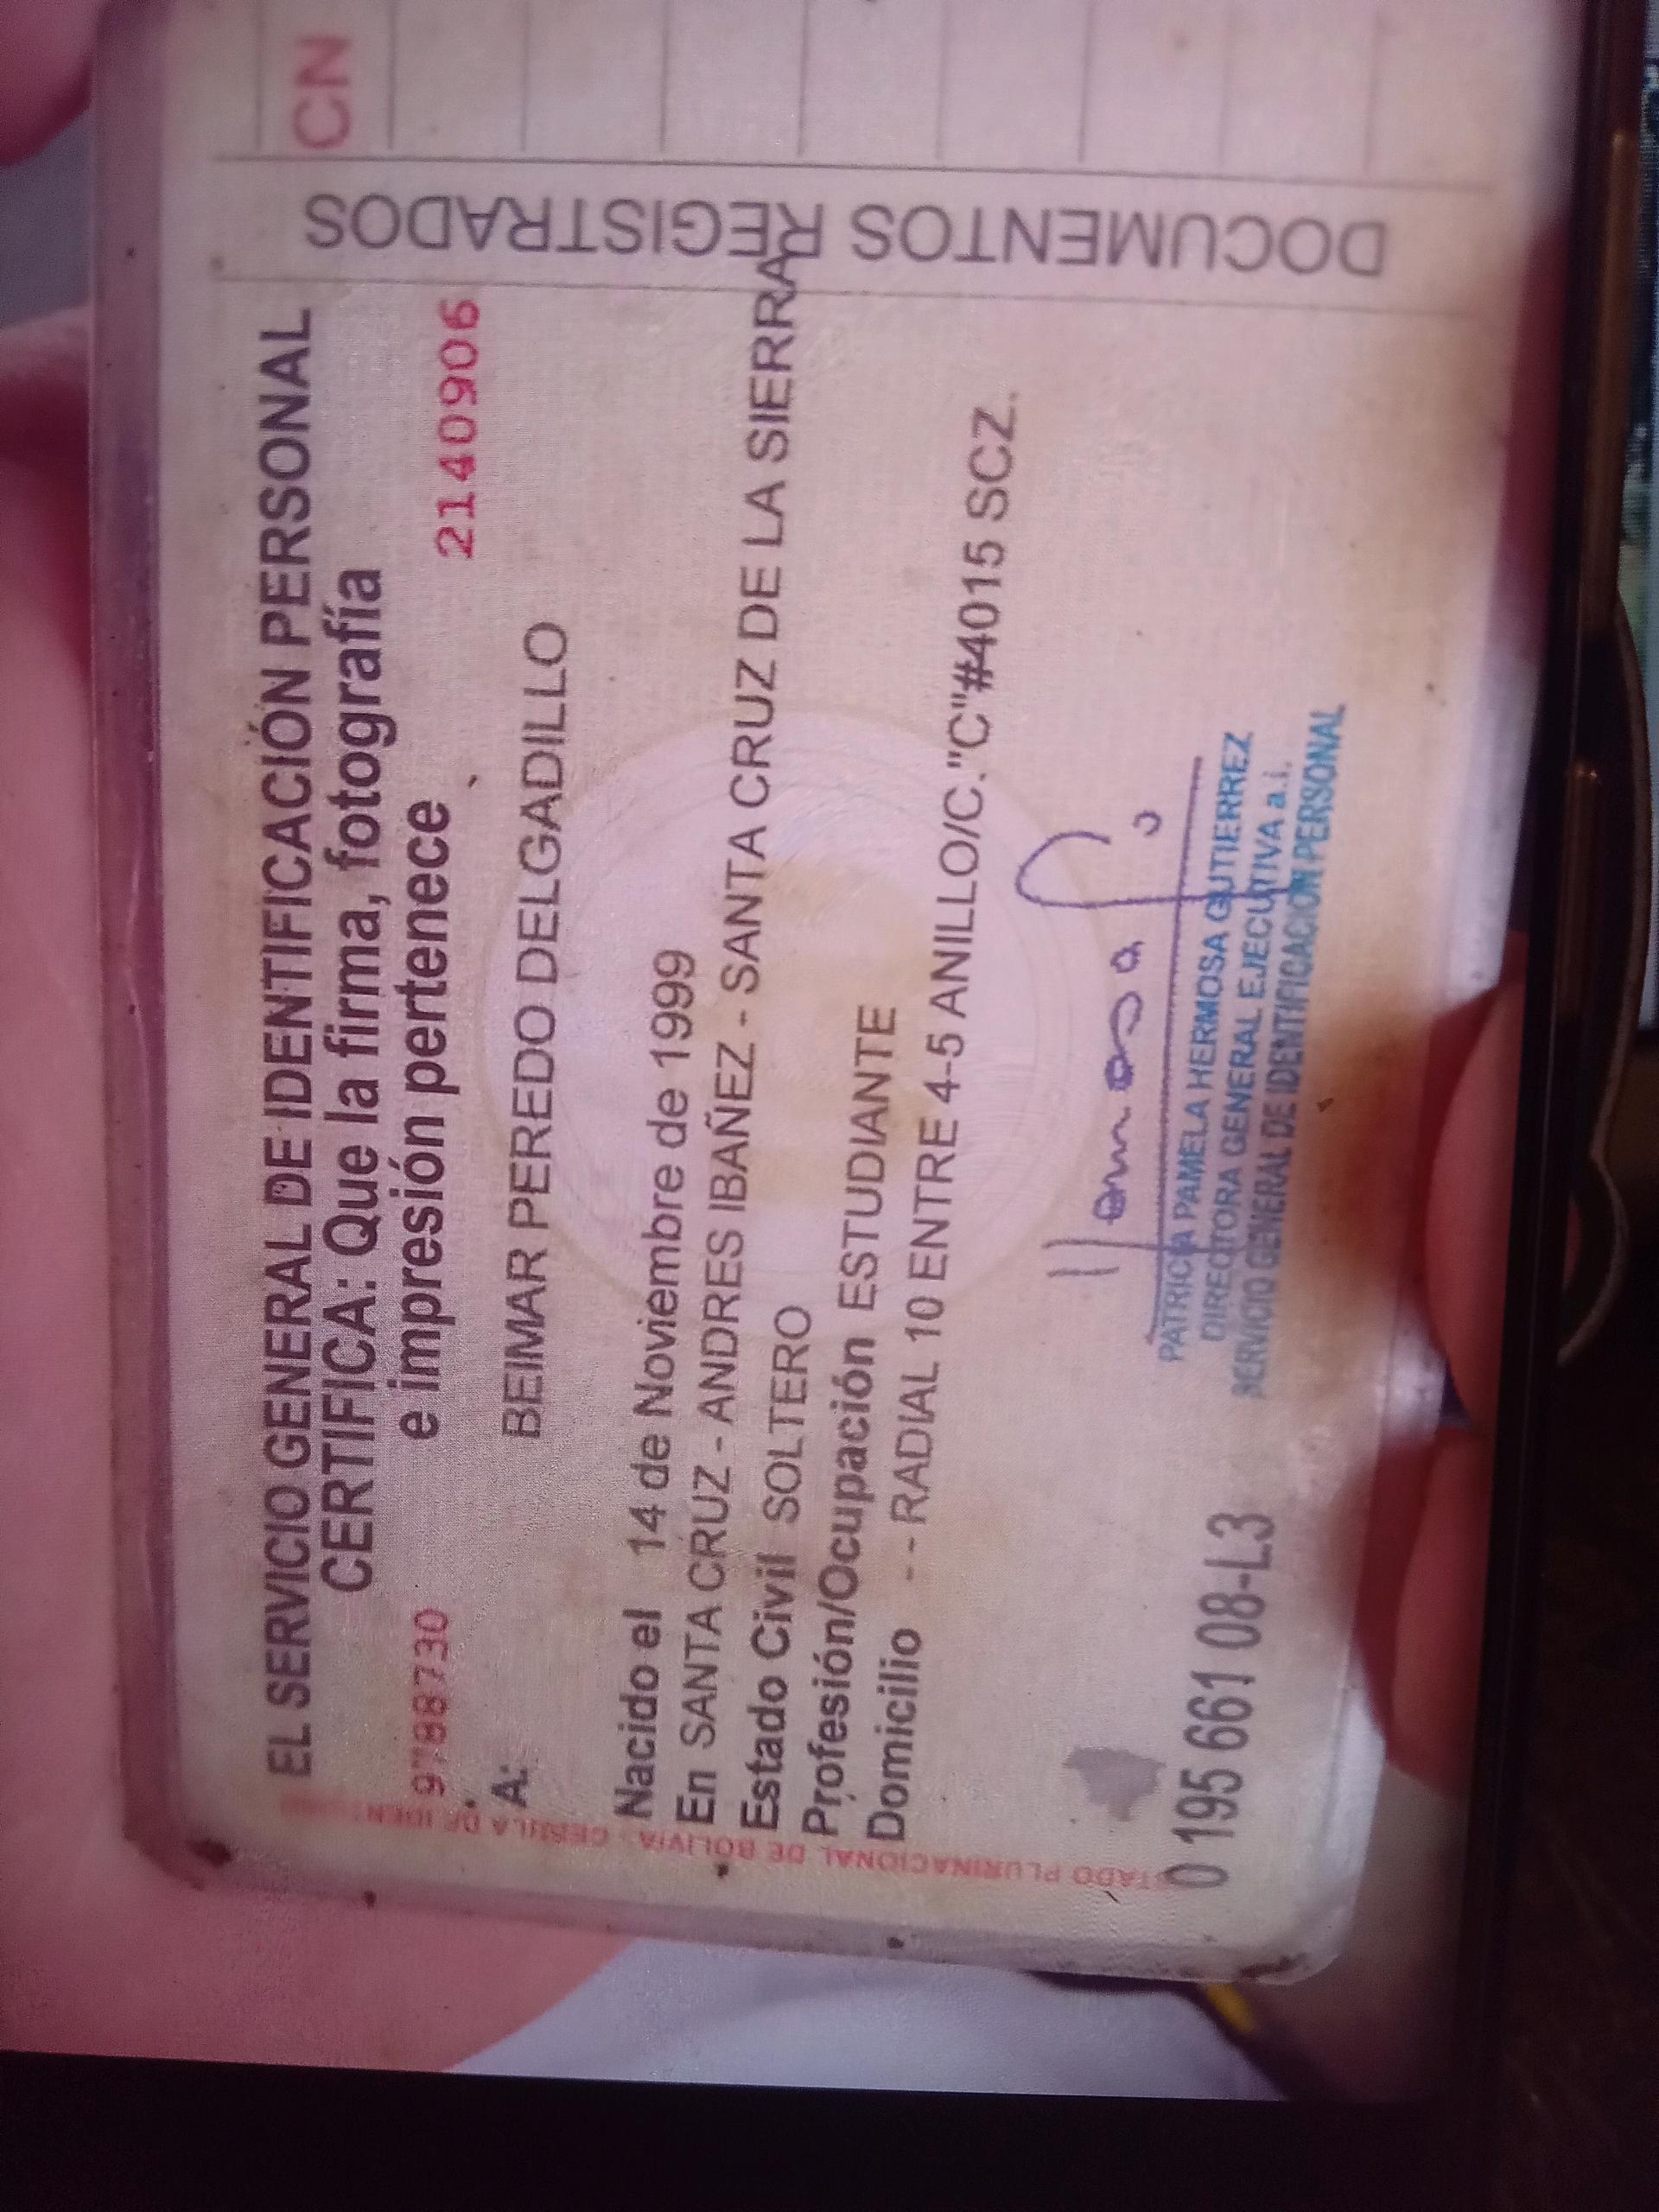 EL SERVICIO GENERAL DE IDENTIFICACIÓN PERSONAL
CERTIFICA: Que la firma, fotografía
9788730 e impresión pertenece 2140906
A: BEIMAR PEREDO DELGADILLO
Nacido el 14 de Noviembre de 1999
En SANTA CRUZ - ANDRES IBAÑEZ - SANTA CRUZ DE LA SIERRA
Estado Civil SOLTERO
Profesión/Ocupación ESTUDIANTE
Domicilio - - RADIAL 10 ENTRE 4-5 ANILLO/C."C"#4015 SCZ.
PATRICIA PAMELA HERMOSA GUTIERREZ
DIRECTORA GENERAL EJECUTIVA a.i.
SERVICIO GENERAL DE IDENTIFICACIÓN PERSONAL
0 195 661 08-L3
DOCUMENTOS REGISTRADOS
CN
PLURINACIONAL DE BOLIVIA - CEDULA DE